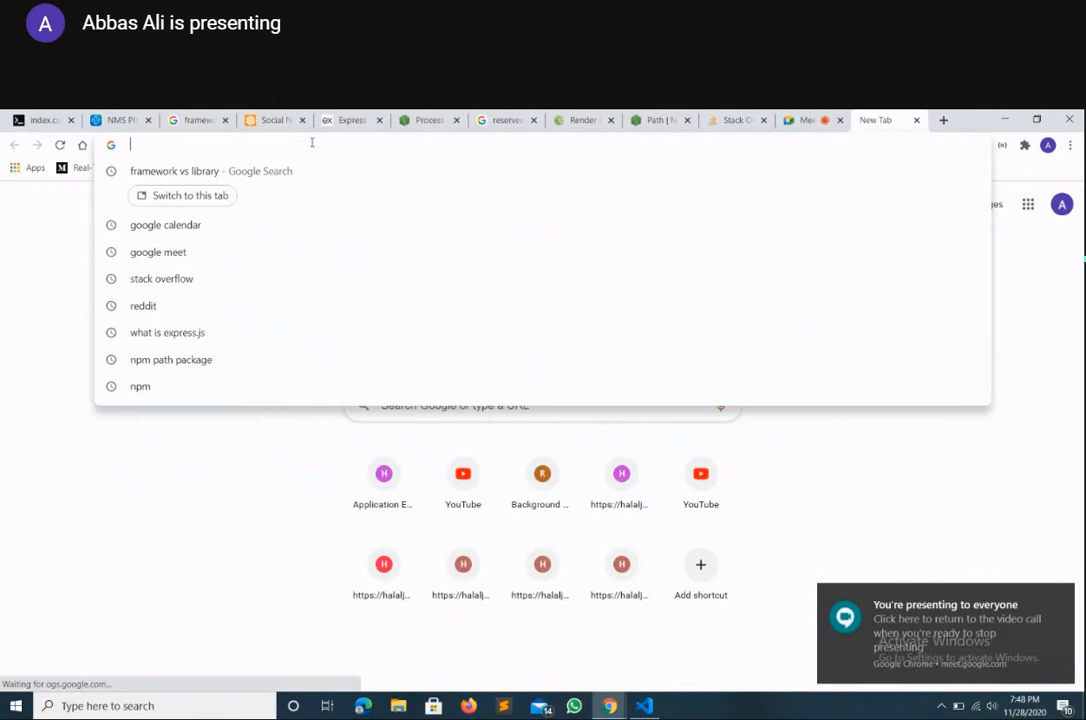 A Abbas Ali is presenting
index.c NMS Ph framew Social N ex Express Process reserve Render Path | N Stack O Mee New Tab
A
Apps M Real- ges A
G
framework vs library - Google Search
Switch to this tab
google calendar
google meet
stack overflow
reddit
what is express.js
npm path package
npm
Search Google or type a URL
H R H
Application E... YouTube Background ... https://halalj... YouTube
H H H H
https://halalj... https://halalj... https://halalj... https://halalj... Add shortcut
You're presenting to everyone
Click here to return to the video call
when you're ready to stop
presenting
Activate Windows
Go to Settings to activate Windows.
Google Chrome • meet.google.com
Waiting for ogs.google.com...
Type here to search 14 7:48 PM
11/28/2020 10